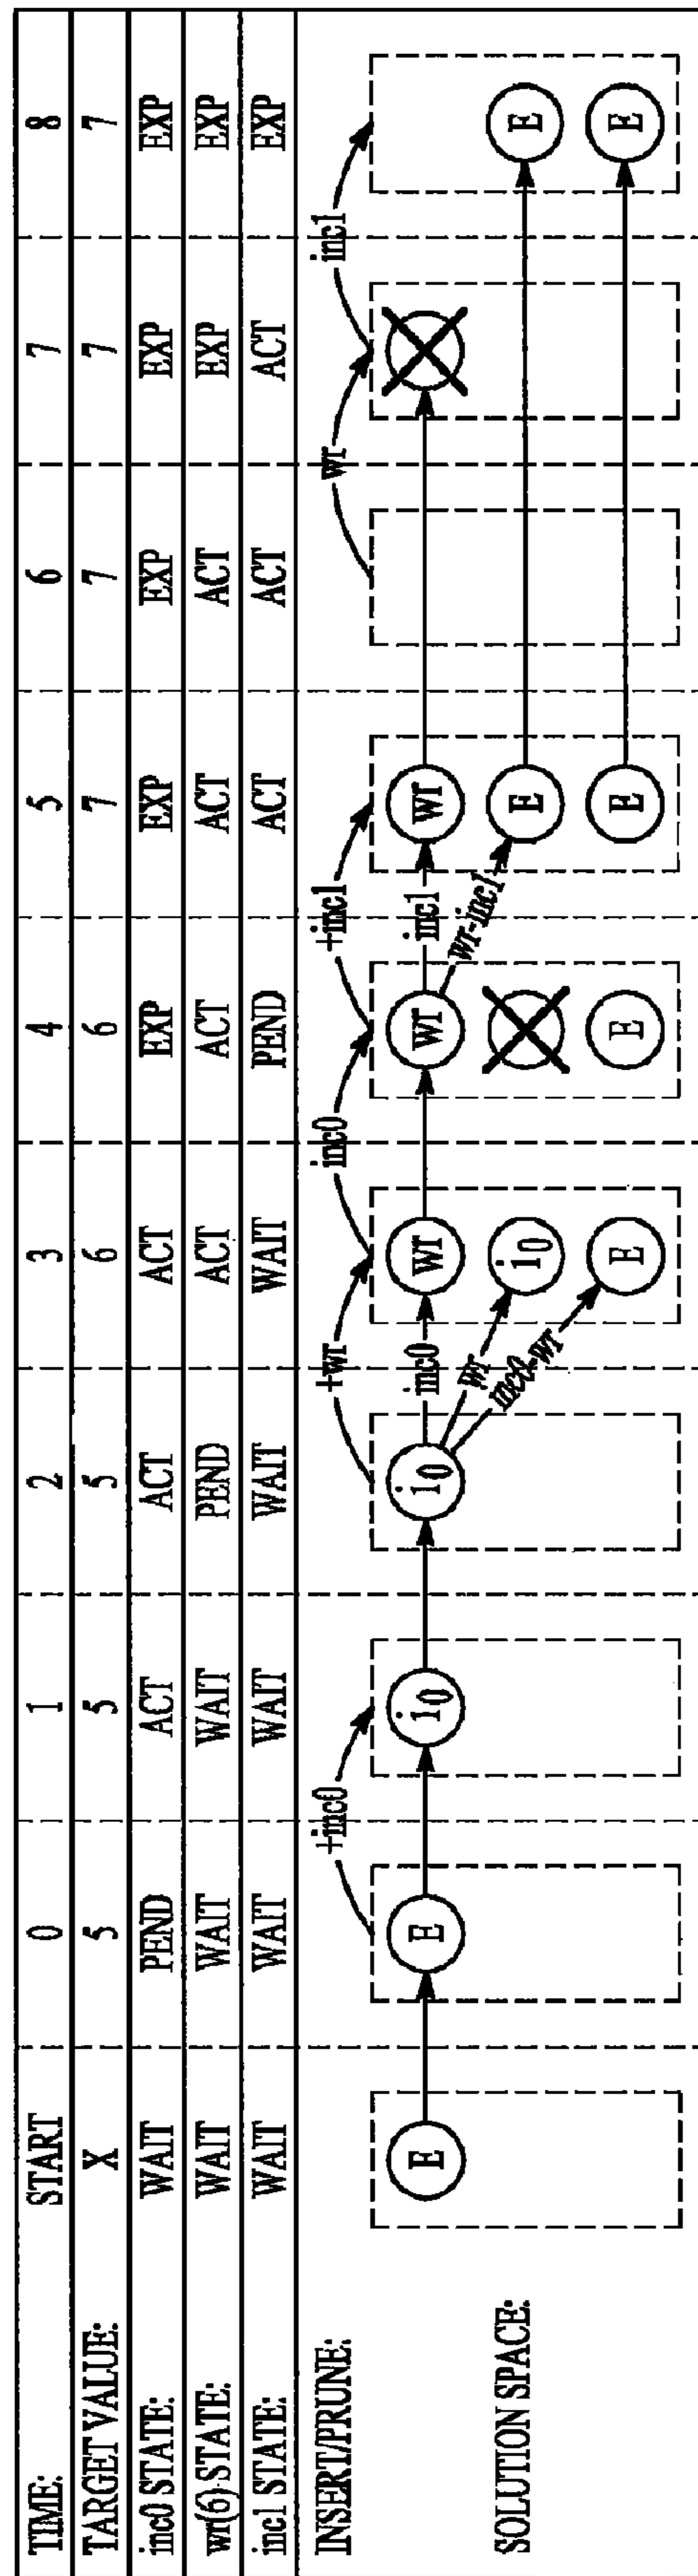 TIME: START 0 1 2 3 4 5 6 7 8
TARGET VALUE: X 5 5 5 6 6 7 7 7 7
inc0 STATE: WAIT PEND ACT ACT ACT EXP EXP EXP EXP EXP
wr(6) STATE: WAIT WAIT WAIT PEND ACT ACT ACT ACT EXP EXP
inc1 STATE: WAIT WAIT WAIT WAIT WAIT PEND ACT ACT ACT EXP
INSERT/PRUNE: +inc0 +wr inc0 +inc1 wr inc1
SOLUTION SPACE:
E E i0 i0 inc0 wr wr inc1 wr
wr i0 wr-inc1 E E
inc0-wr E E E E